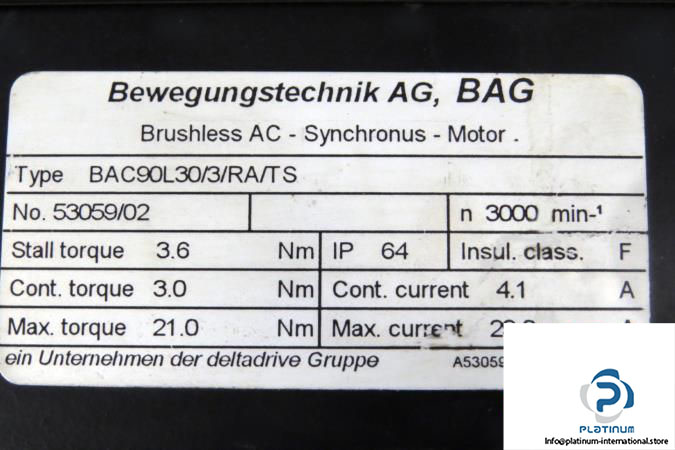 Bewegungstechnik AG, BAG
Brushless AC - Synchronus - Motor .
Type BAC90L30/3/RA/TS
No. 53059/02 n 3000 min-¹
Stall torque 3.6 Nm IP 64 Insul. class. F
Cont. torque 3.0 Nm Cont. current 4.1 A
Max. torque 21.0 Nm Max. current
ein Unternehmen der deltadrive Gruppe
PLATINUM
Info@platinum-international.store